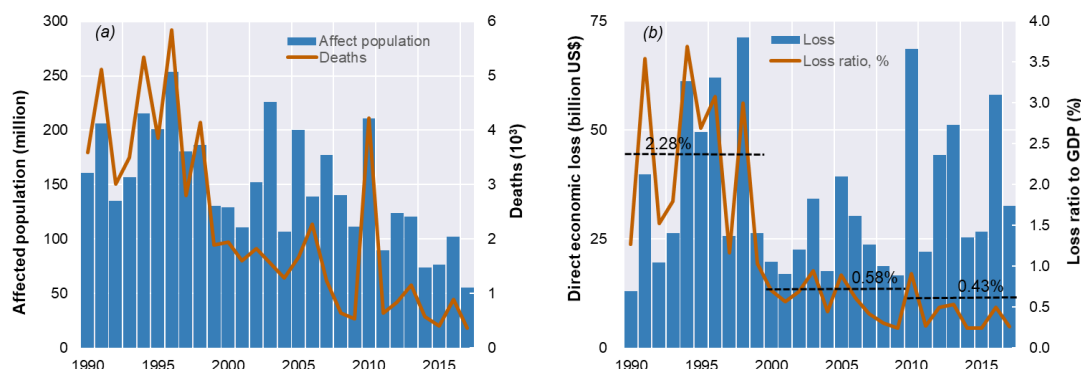 (a)
Affect population
Deaths
Affected population (million)
300
250
200
150
100
50
0
6
5
4
3
2
1
0
Deaths (10³)
1990 1995 2000 2005 2010 2015
(b)
Loss
Loss ratio, %
Direct economic loss (billion US$)
75
50
25
0
2.28%
0.58%
0.43%
4.0
3.5
3.0
2.5
2.0
1.5
1.0
0.5
0.0
Loss ratio to GDP (%)
1990 1995 2000 2005 2010 2015